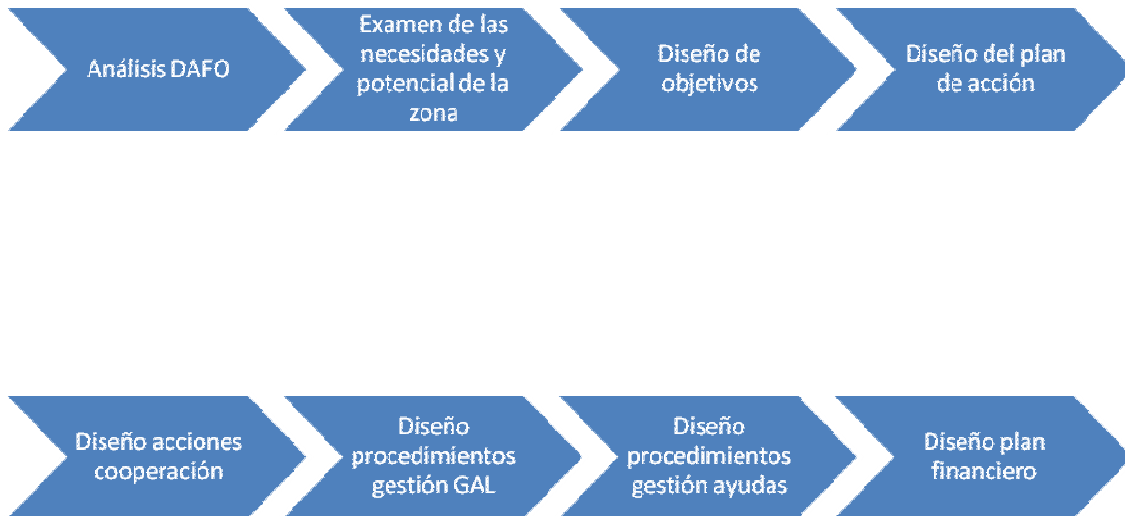 Análisis DAFO
Examen de las
necesidades y
potencial de la
zona
Diseño de
objetivos
Diseño del plan
de acción
Diseño acciones
cooperación
Diseño
procedimientos
gestión GAL
Diseño
procedimientos
gestión ayudas
Diseño plan
financiero